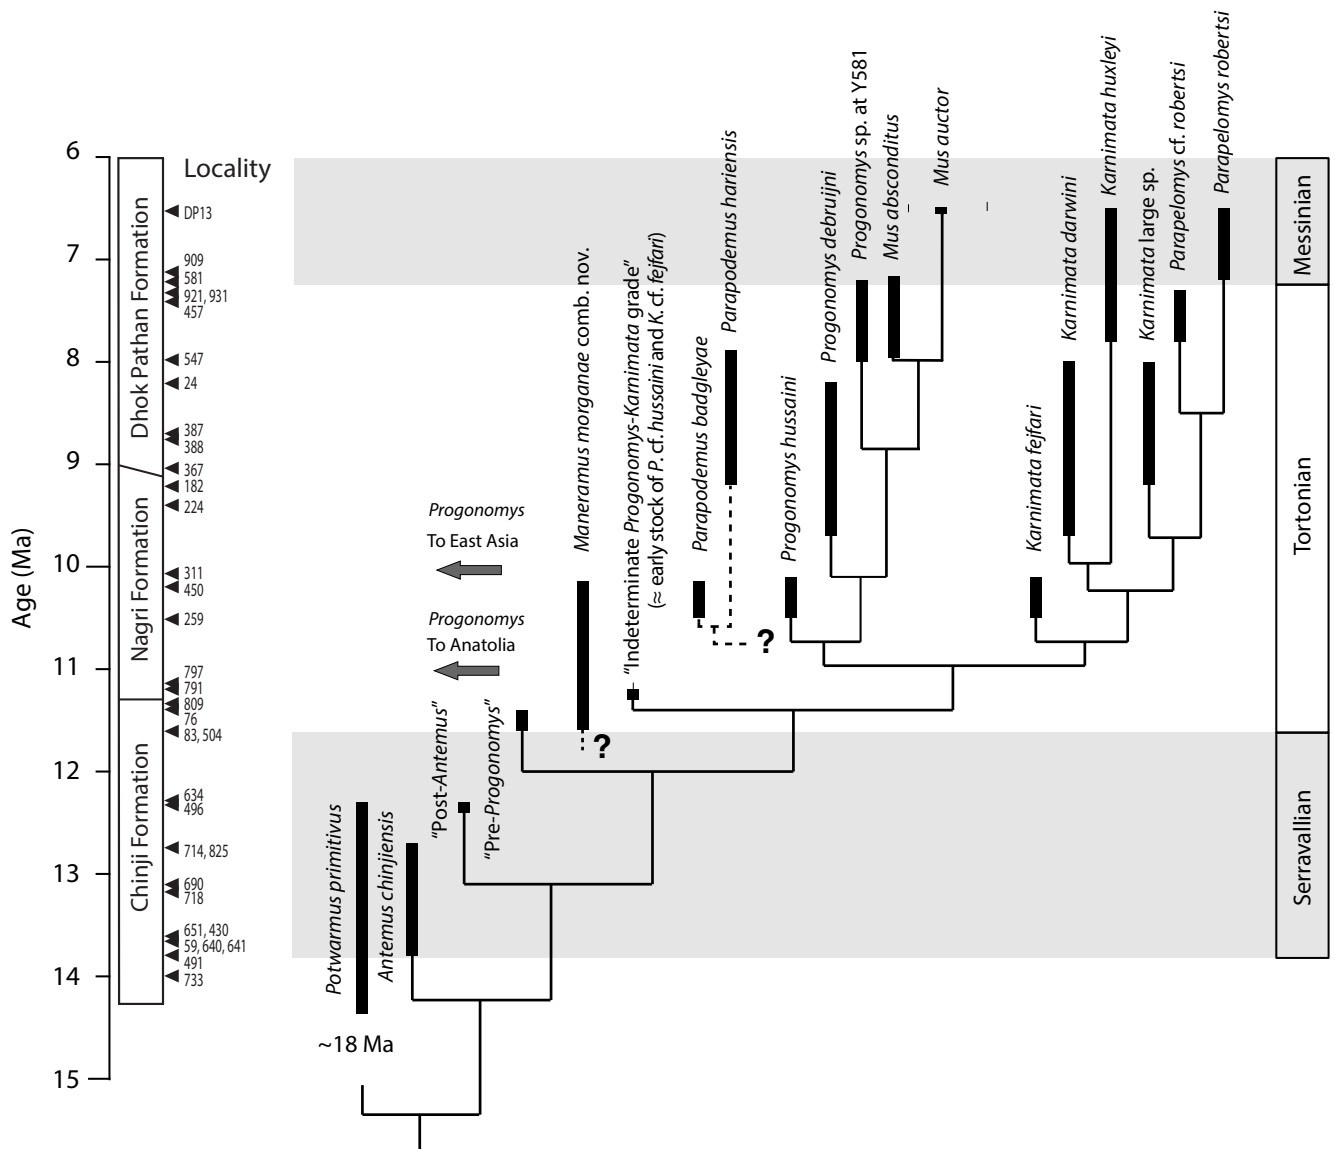 Age (Ma)
6
7
8
9
10
11
12
13
14
15
Dhok Pathan Formation
Nagri Formation
Chinji Formation
Locality
DP13
909
581
921, 931
457
547
24
387
388
367
182
224
311
450
259
797
791
809
76
83, 504
634
496
714, 825
690
718
651, 430
59, 640, 641
491
733
Potwarmus primitivus
~18 Ma
Antemus chinjiensis
“Post-Antemus”
“Pre-Progonomys”
Progonomys
To East Asia
Progonomys
To Anatolia
Maneramus morganae comb. nov.
?
“Indeterminate Progonomys-Karnimata grade”
(≈ early stock of P. cf. hussaini and K. cf. fejfari)
Parapodemus badgleyae
Parapodemus hariensis
?
Progonomys hussaini
Progonomys debruijni
Progonomys sp. at Y581
Mus absconditus
Mus auctor
Karnimata fejfari
Karnimata darwini
Karnimata huxleyi
Karnimata large sp.
Parapelomys cf. robertsi
Parapelomys robertsi
Messinian
Tortonian
Serravallian